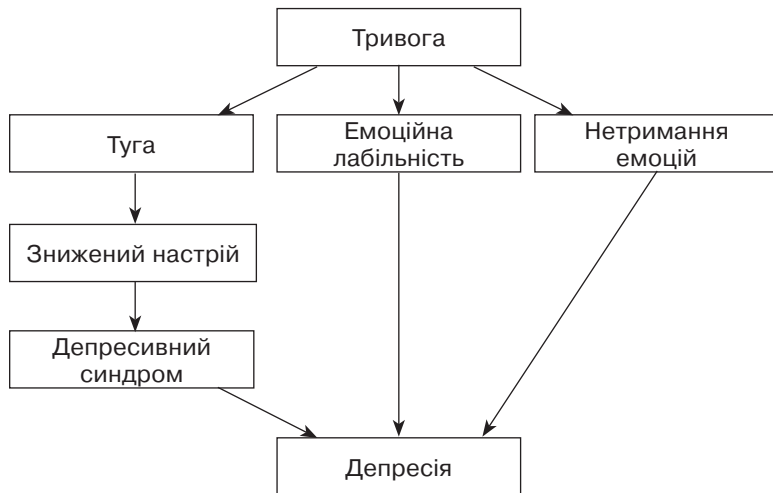 Тривога
Туга
Емоційна
лабільність
Нетримання
емоцій
Знижений настрій
Депресивний
синдром
Депресія